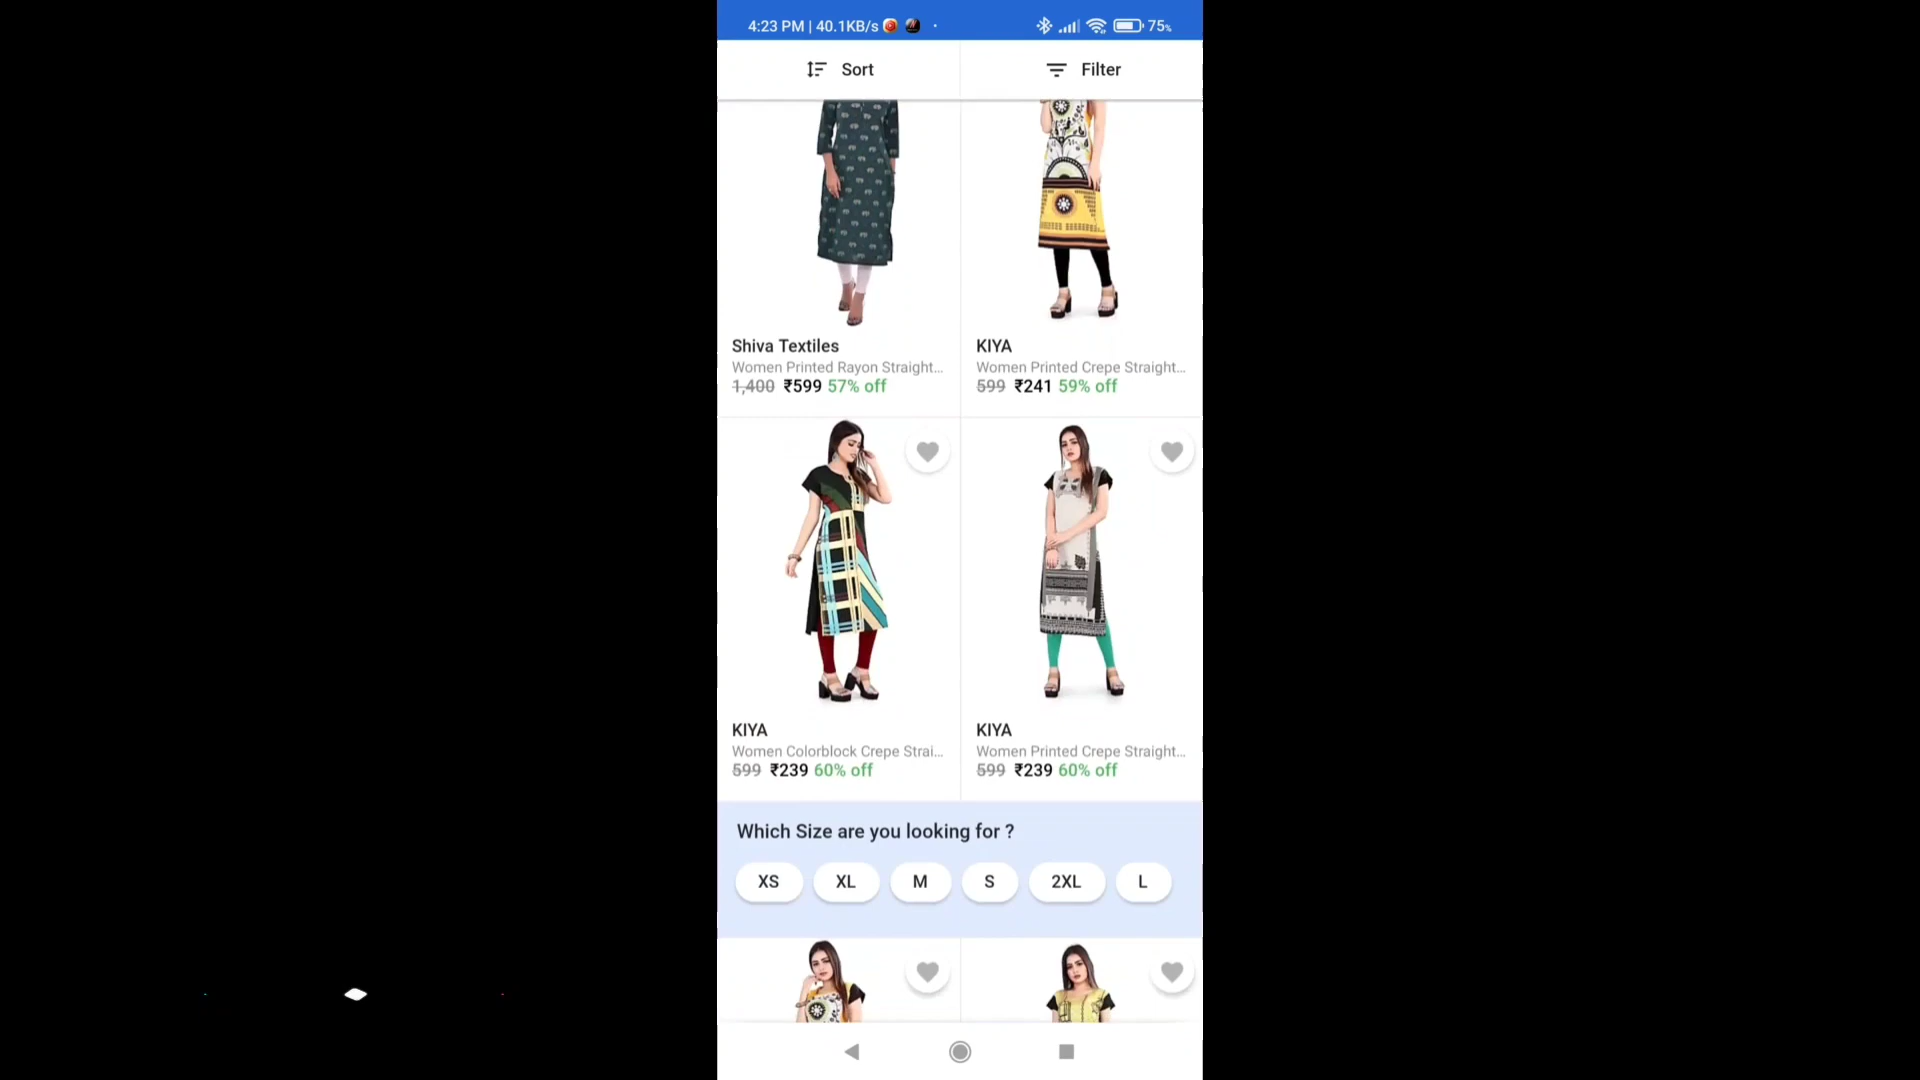 4:23 PM | 40.1KB/s
75%
Sort
Filter
Shiva Textiles
Women Printed Rayon Straight...
1,400 ₹599 57% off
KIYA
Women Printed Crepe Straight...
599 ₹241 59% off
KIYA
Women Colorblock Crepe Strai...
599 ₹239 60% off
KIYA
Women Printed Crepe Straight...
599 ₹239 60% off
Which Size are you looking for ?
XS
XL
M
S
2XL
L